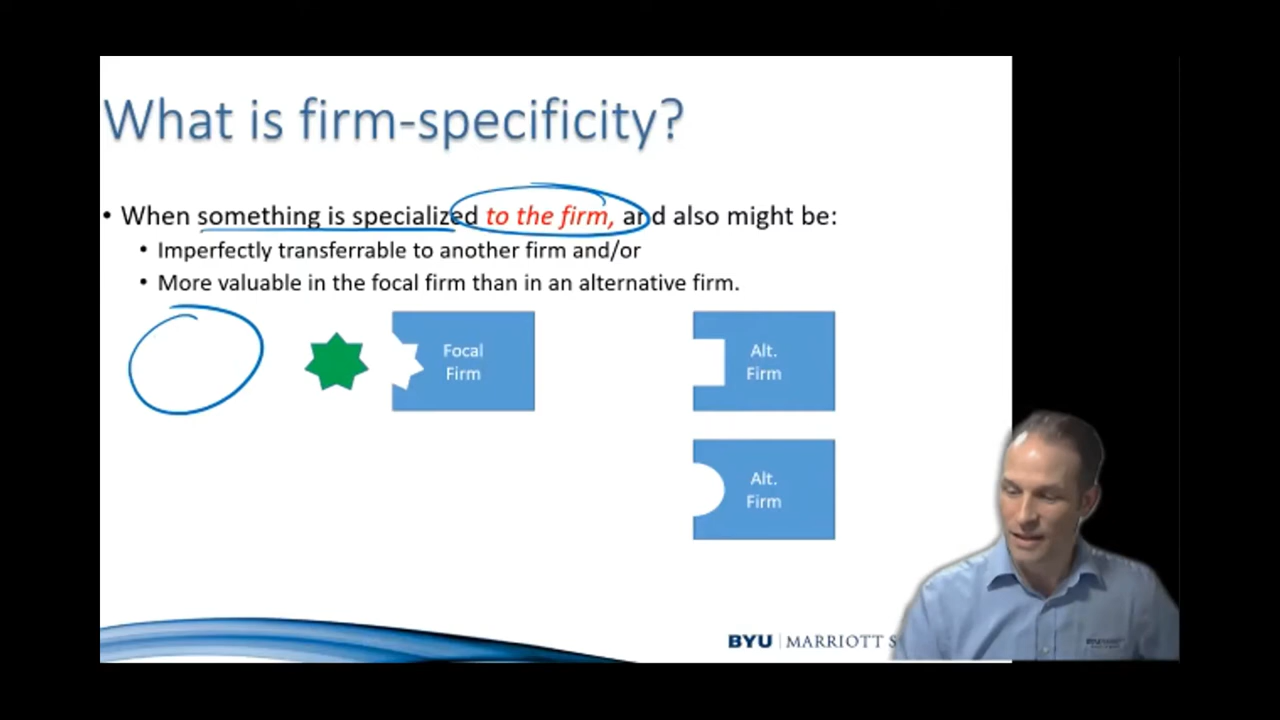 What is firm-specificity?
• When something is specialized to the firm, and also might be:
• Imperfectly transferrable to another firm and/or
• More valuable in the focal firm than in an alternative firm.
Focal
Firm
Alt.
Firm
Alt.
Firm
BYU | MARRIOTT S